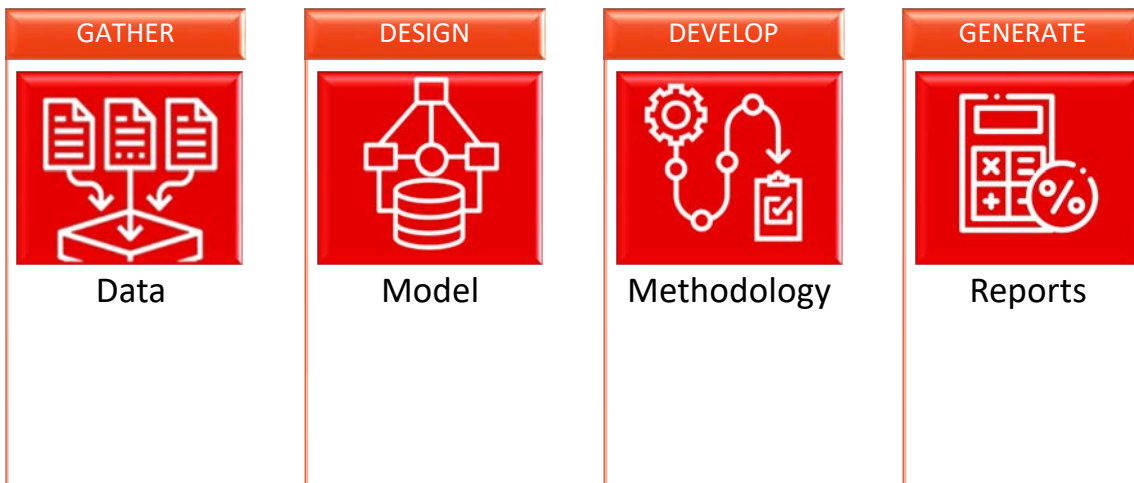 GATHER
DESIGN
DEVELOP
GENERATE
Data
Model
Methodology
Reports